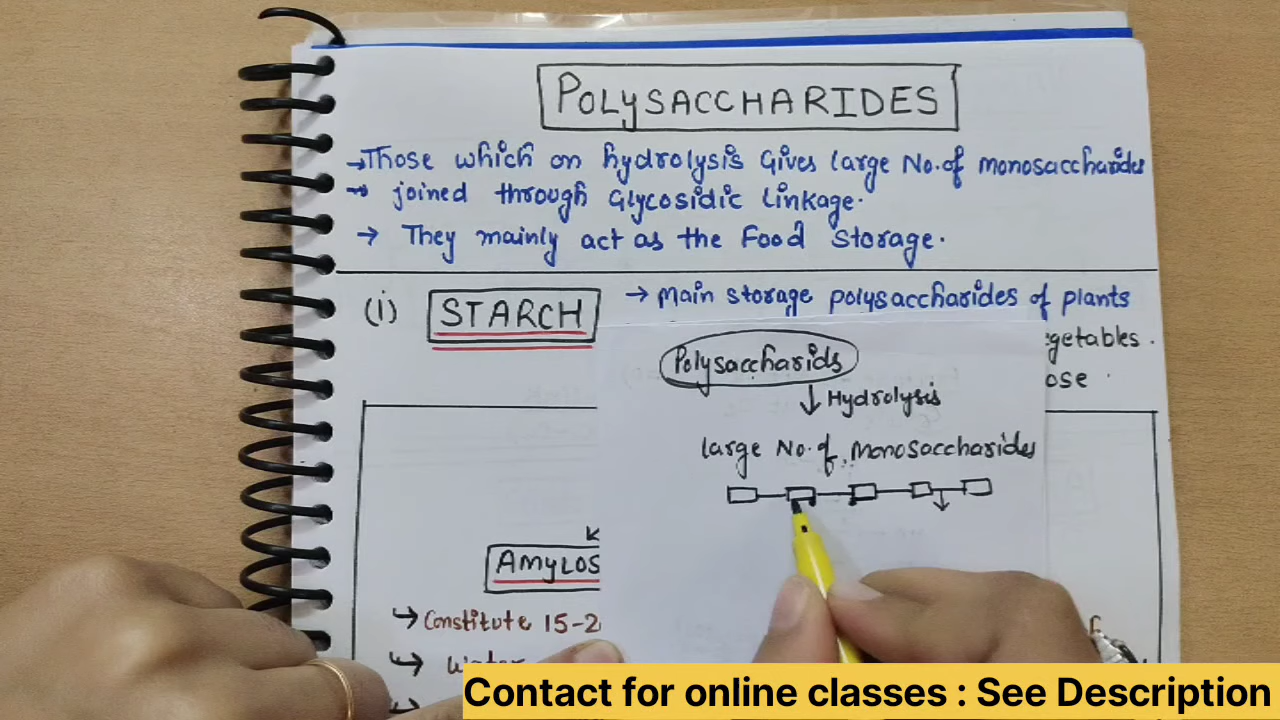 POLYSACCHARIDES
→Those which on hydrolysis Gives large No.of monosaccharides
→ joined through Glycosidic Linkage.
→ They mainly act as the Food Storage.
(i) STARCH → main storage polysaccharides of plants
getables.
ose
Polysaccharids
↓ Hydrolysis
large No.of monosaccharides
AMYLOS
↳ Constitute 15-2
Contact for online classes : See Description